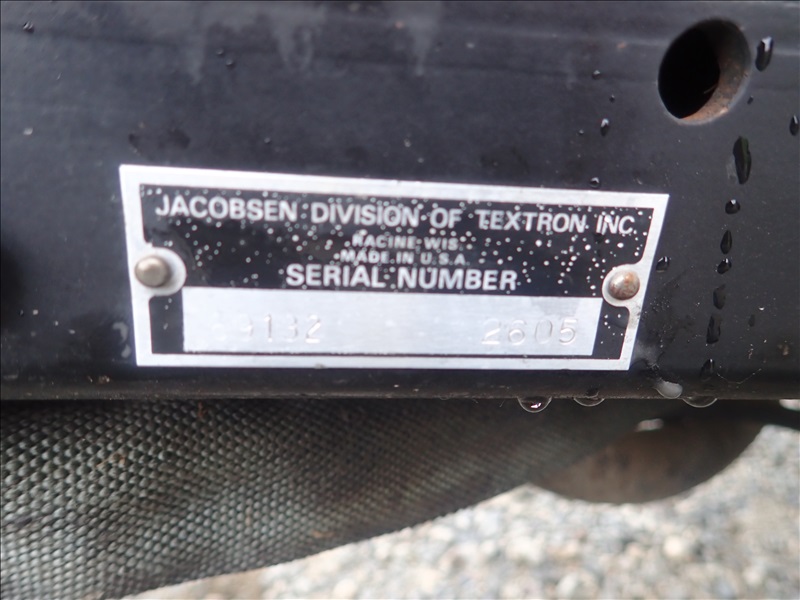 JACOBSEN DIVISION OF TEXTRON INC.
RACINE WIS.
MADE IN U.S.A.
SERIAL NUMBER
2605